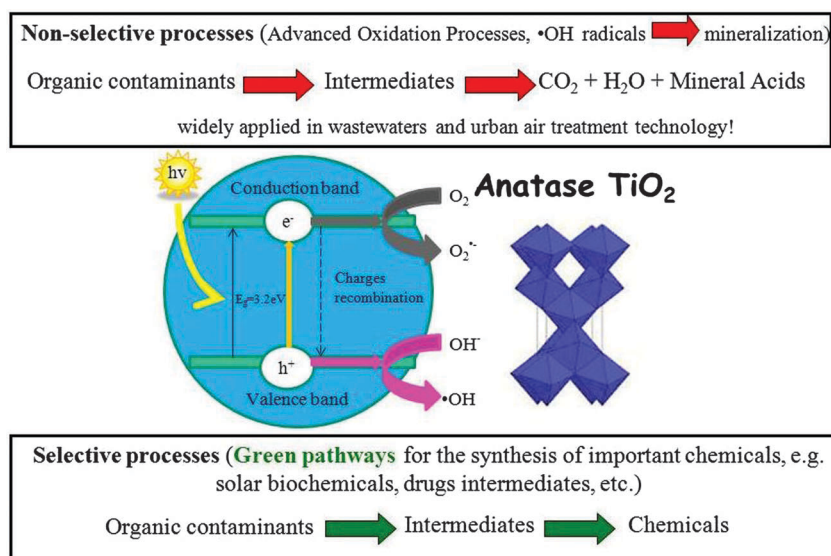 Non-selective processes (Advanced Oxidation Processes, •OH radicals mineralization)
Organic contaminants Intermediates CO₂ + H₂O + Mineral Acids
widely applied in wastewaters and urban air treatment technology!
hν
Conduction band
e⁻
O₂
Anatase TiO₂
O₂•⁻
E₉=3.2eV
Charges
recombination
h⁺
OH⁻
Valence band
•OH
Selective processes (Green pathways for the synthesis of important chemicals, e.g.
solar biochemicals, drugs intermediates, etc.)
Organic contaminants Intermediates Chemicals